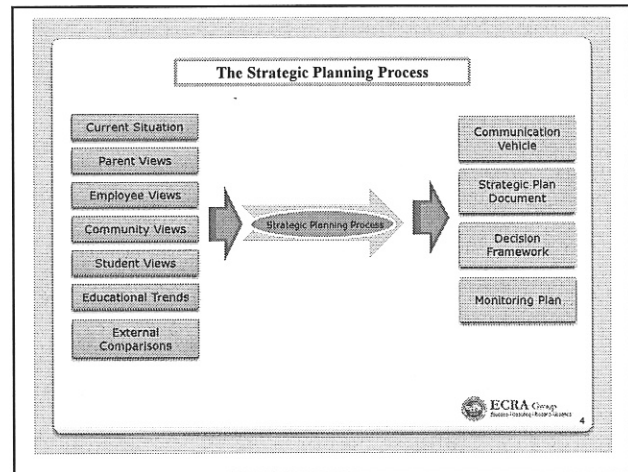 The Strategic Planning Process
Current Situation
Parent Views
Employee Views
Community Views
Student Views
Educational Trends
External
Comparisons
Strategic Planning Process
Communication
Vehicle
Strategic Plan
Document
Decision
Framework
Monitoring Plan
ECRA Group
4